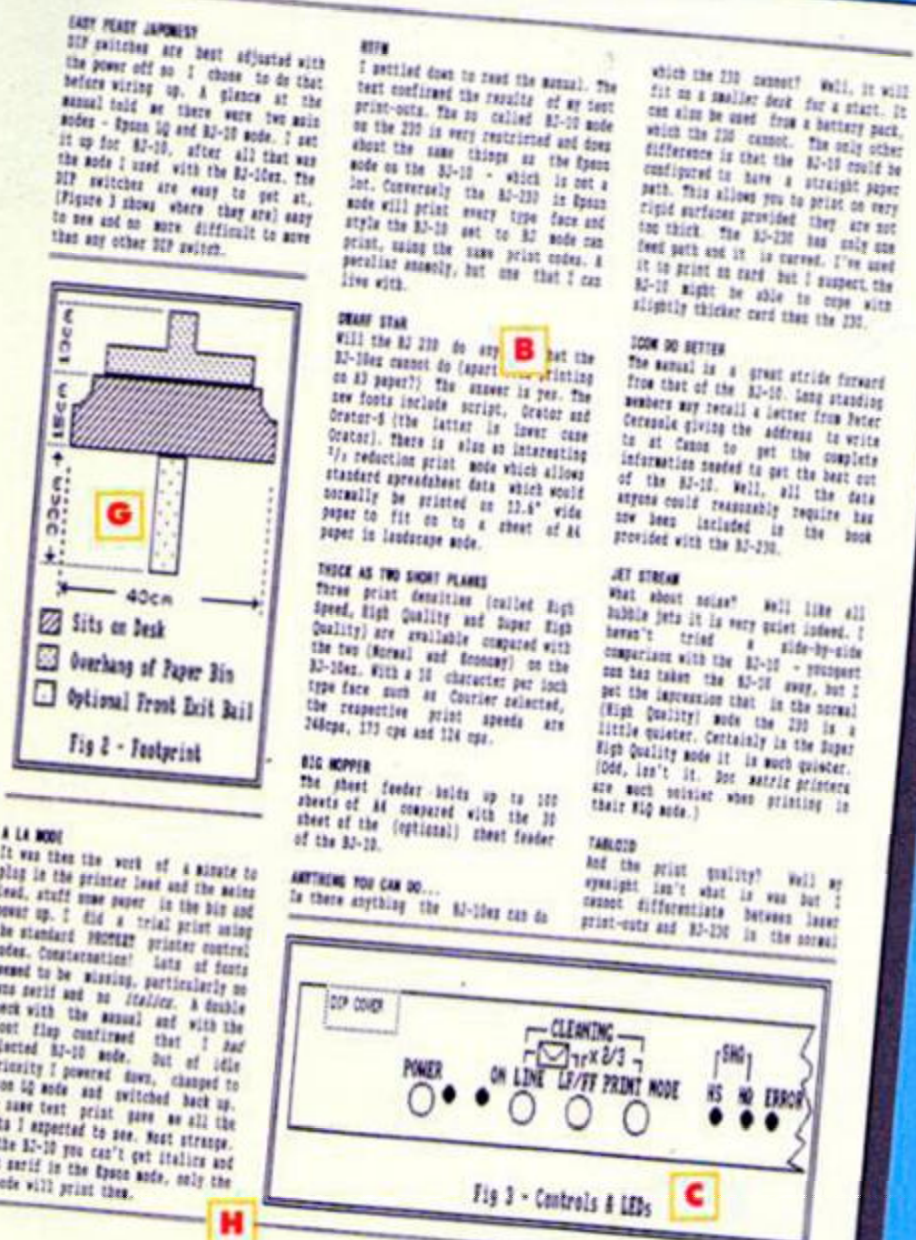 EASY PEASY JAPONESY
DIP switches are best adjusted with
the power off so I chose to do that
before wiring up. A glance at the
manual told me there were two main
modes - Epson LQ and BJ-10 mode. I set
it up for BJ-10, after all that was
the mode I used with the BJ-10ex. The
DIP switches are easy to get at,
(Figure 3 shows where they are) easy
to see and no more difficult to move
than any other DIP switch.
40cm
Sits on Desk
Overhang of Paper Bin
Optional Front Exit Bail
Fig 2 - Footprint
G
A LA MODE
It was then the work of a minute to
plug in the printer lead and the mains
lead, stuff some paper in the bin and
power up. I did a trial print using
the standard PROTEXT printer control
codes. Consternation! Lots of fonts
seemed to be missing, particularly no
sans serif and no italics. A double
check with the manual and with the
front flap confirmed that I had
selected BJ-10 mode. Out of idle
curiosity I powered down, changed to
LQ mode and switched back up.
same test print gave me all the
I expected to see. Most strange.
the BJ-10 you can't get italics and
serif in the Epson mode, only the
mode will print them.
H
RTFM
I settled down to read the manual. The
test confirmed the results of my test
print-outs. The so called BJ-10 mode
on the 230 is very restricted and does
about the same things as the Epson
mode on the BJ-10 - which is not a
lot. Conversely the BJ-230 in Epson
mode will print every type face and
style the BJ-10 set to BJ mode can
print, using the same print codes. A
peculiar anomoly, but one that I can
live with.
DWARF STAR
Will the BJ 230 do any B hat the
BJ-10ex cannot do (apart printing
on A3 paper?) The answer is yes. The
new fonts include script, Orator and
Orator-S (the latter is lower case
Orator). There is also an interesting
reduction print mode which allows
standard spreadsheet data which would
normally be printed on 13.6" wide
paper to fit on to a sheet of A4
paper in landscape mode.
THICK AS TWO SHORT PLANKS
Three print densities (called High
Speed, High Quality and Super High
Quality) are available compared with
the two (Normal and Economy) on the
BJ-10ex. With a 10 character per inch
type face such as Courier selected,
the respective print speeds are
248cps, 173 cps and 124 cps.
BIG HOPPER
The sheet feeder holds up to 100
sheets of A4 compared with the 30
sheet of the (optional) sheet feeder
of the BJ-10.
ANYTHING YOU CAN DO...
Is there anything the BJ-10ex can do
which the 230 cannot? Well, it will
fit on a smaller desk for a start. It
can also be used from a battery pack,
which the 230 cannot. The only other
difference is that the BJ-10 could be
configured to have a straight paper
path. This allows you to print on very
rigid surfaces provided they are not
too thick. The BJ-230 has only one
feed path and it is curved. I've used
it to print on card but I suspect the
BJ-10 might be able to cope with
slightly thicker card than the 230.
ICON DO BETTER
The manual is a great stride forward
from that of the BJ-10. Long standing
members may recall a letter from Peter
giving the address to write
to at Canon to get the complete
information needed to get the best out
of the BJ-10. Well, all the data
anyone could reasonably require has
now been included in the book
provided with the BJ-230.
JET STREAM
What about noise? Well like all
bubble jets it is very quiet indeed. I
haven't tried a side-by-side
comparison with the BJ-10 - youngest
son has taken the BJ-10 away, but I
get the impression that in the normal
(High Quality) mode the 230 is a
little quieter. Certainly in the Super
High Quality mode it is much quieter.
(Odd, isn't it. Dot matrix printers
are much noisier when printing in
their NLQ mode.)
TABLOID
And the print quality? Well my
eyesight isn't what is was but I
cannot differentiate between laser
print-outs and BJ-230 in the normal
DIP COVER
CLEANING
x 2/3
SHQ
POWER ON LINE LF/FF PRINT MODE HS HQ ERROR
Fig 3 - Controls & LEDs
C